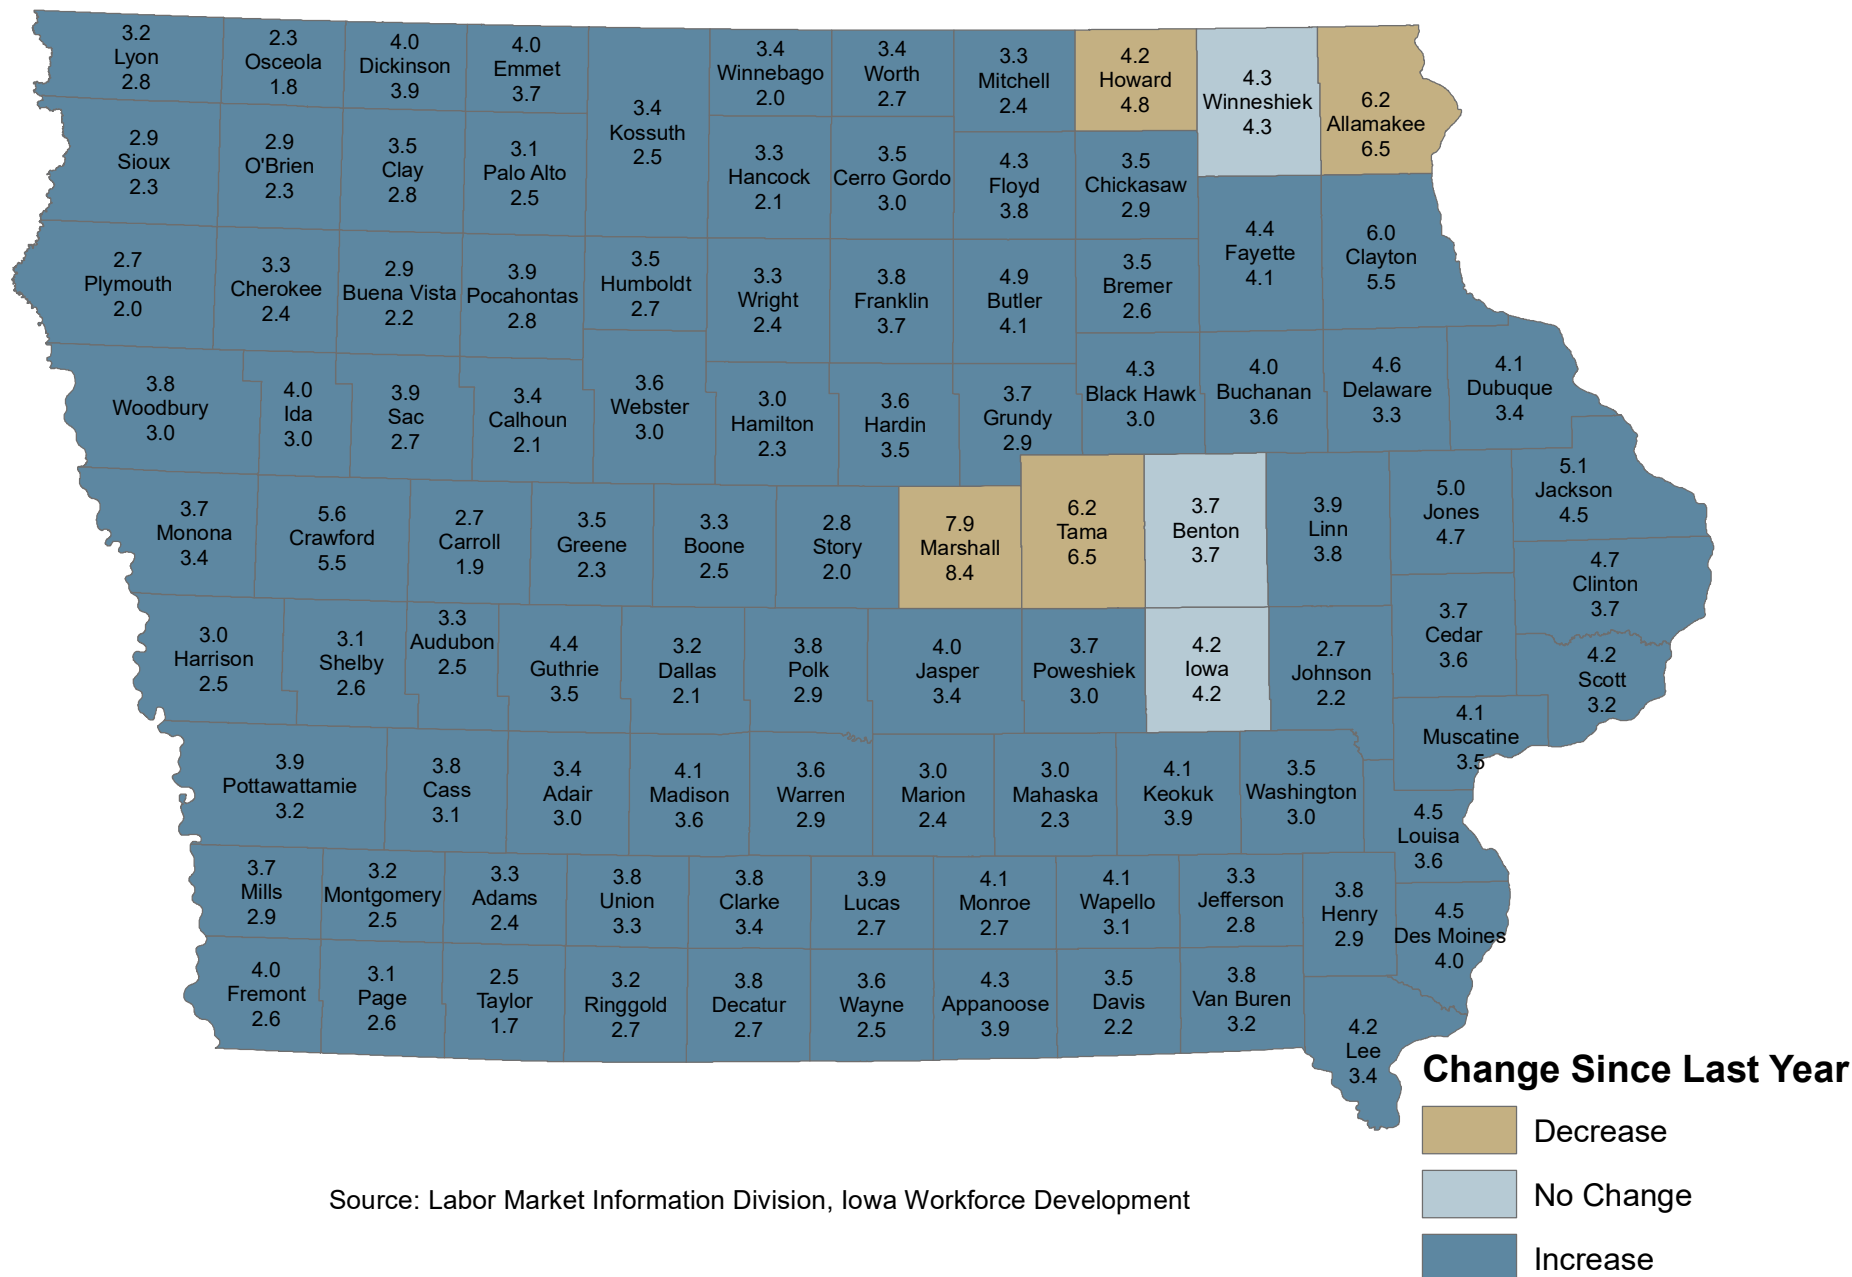 3.2
Lyon
2.8
2.3
Osceola
1.8
4.0
Dickinson
3.9
4.0
Emmet
3.7
3.4
Kossuth
2.5
3.4
Winnebago
2.0
3.4
Worth
2.7
3.3
Mitchell
2.4
4.2
Howard
4.8
4.3
Winneshiek
4.3
6.2
Allamakee
6.5
2.9
Sioux
2.3
2.9
O'Brien
2.3
3.5
Clay
2.8
3.1
Palo Alto
2.5
3.3
Hancock
2.1
3.5
Cerro Gordo
3.0
4.3
Floyd
3.8
3.5
Chickasaw
2.9
4.4
Fayette
4.1
6.0
Clayton
5.5
2.7
Plymouth
2.0
3.3
Cherokee
2.4
2.9
Buena Vista
2.2
3.9
Pocahontas
2.8
3.5
Humboldt
2.7
3.3
Wright
2.4
3.8
Franklin
3.7
4.9
Butler
4.1
3.5
Bremer
2.6
3.8
Woodbury
3.0
4.0
Ida
3.0
3.9
Sac
2.7
3.4
Calhoun
2.1
3.6
Webster
3.0
3.0
Hamilton
2.3
3.6
Hardin
3.5
3.7
Grundy
2.9
4.3
Black Hawk
3.0
4.0
Buchanan
3.6
4.6
Delaware
3.3
4.1
Dubuque
3.4
3.7
Monona
3.4
5.6
Crawford
5.5
2.7
Carroll
1.9
3.5
Greene
2.3
3.3
Boone
2.5
2.8
Story
2.0
7.9
Marshall
8.4
6.2
Tama
6.5
3.7
Benton
3.7
3.9
Linn
3.8
5.0
Jones
4.7
5.1
Jackson
4.5
4.7
Clinton
3.7
3.0
Harrison
2.5
3.1
Shelby
2.6
3.3
Audubon
2.5
4.4
Guthrie
3.5
3.2
Dallas
2.1
3.8
Polk
2.9
4.0
Jasper
3.4
3.7
Poweshiek
3.0
4.2
Iowa
4.2
2.7
Johnson
2.2
3.7
Cedar
3.6
4.2
Scott
3.2
4.1
Muscatine
3.5
3.9
Pottawattamie
3.2
3.8
Cass
3.1
3.4
Adair
3.0
4.1
Madison
3.6
3.6
Warren
2.9
3.0
Marion
2.4
3.0
Mahaska
2.3
4.1
Keokuk
3.9
3.5
Washington
3.0
4.5
Louisa
3.6
3.7
Mills
2.9
3.2
Montgomery
2.5
3.3
Adams
2.4
3.8
Union
3.3
3.8
Clarke
3.4
3.9
Lucas
2.7
4.1
Monroe
2.7
4.1
Wapello
3.1
3.3
Jefferson
2.8
3.8
Henry
2.9
4.5
Des Moines
4.0
4.0
Fremont
2.6
3.1
Page
2.6
2.5
Taylor
1.7
3.2
Ringgold
2.7
3.8
Decatur
2.7
3.6
Wayne
2.5
4.3
Appanoose
3.9
3.5
Davis
2.2
3.8
Van Buren
3.2
4.2
Lee
3.4
Change Since Last Year
Decrease
No Change
Increase
Source: Labor Market Information Division, Iowa Workforce Development